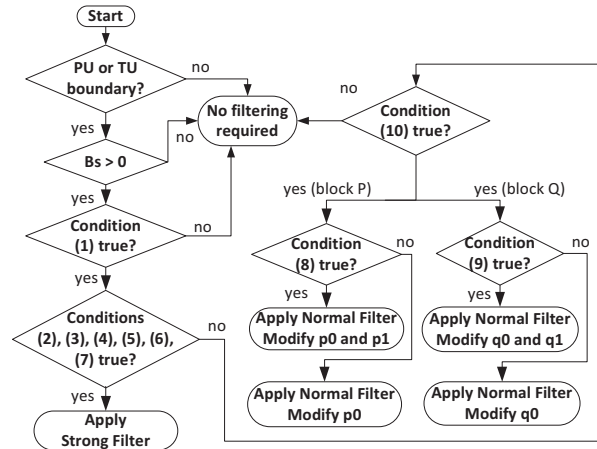 Start
PU or TU
boundary?
no
yes
Bs > 0
no
yes
Condition
(1) true?
no
yes
Conditions
(2), (3), (4), (5), (6),
(7) true?
no
yes
Apply
Strong Filter
No filtering
required
no
Condition
(10) true?
yes (block P)
yes (block Q)
Condition
(8) true?
no
yes
Apply Normal Filter
Modify p0 and p1
Apply Normal Filter
Modify p0
Condition
(9) true?
no
yes
Apply Normal Filter
Modify q0 and q1
Apply Normal Filter
Modify q0